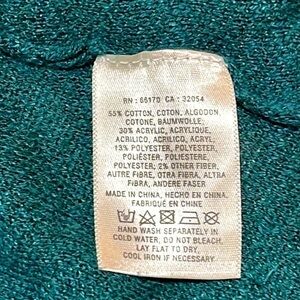 RN : 66170 CA : 32054
55% COTTON, COTON, ALGODON,
COTONE, BAUMWOLLE,
30% ACRYLIC, ACRYLIQUE,
ACRILICO, ACRILICO, ACRYL,
13% POLYESTER, POLYESTER,
POLIESTER, POLIESTERE,
POLYESTER, 2% OTHER FIBER,
AUTRE FIBRE, OTRA FIBRA, ALTRA
FIBRA, ANDERE FASER
MADE IN CHINA, HECHO EN CHINA,
FABRIQUÉ EN CHINE
HAND WASH SEPARATELY IN
COLD WATER, DO NOT BLEACH,
LAY FLAT TO DRY,
COOL IRON IF NECESSARY